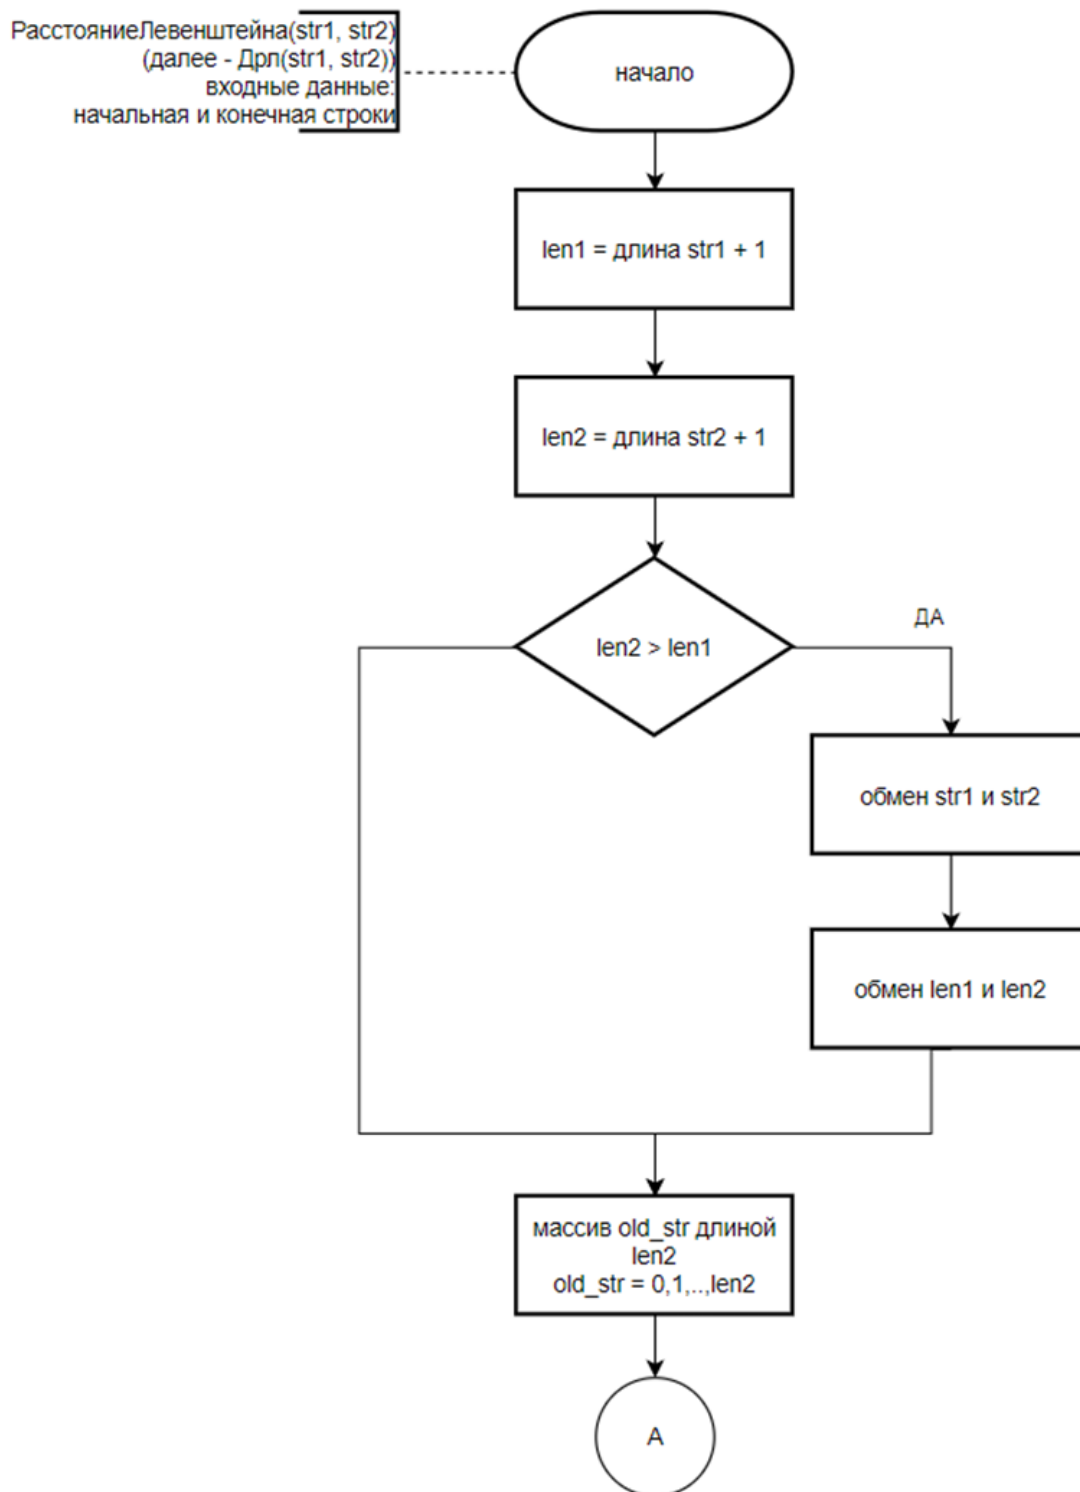 РасстояниеЛевенштейна(str1, str2)
(далее - Дрл(str1, str2))
входные данные:
начальная и конечная строки
начало
len1 = длина str1 + 1
len2 = длина str2 + 1
len2 > len1
ДА
обмен str1 и str2
обмен len1 и len2
массив old_str длиной
len2
old_str = 0,1,..,len2
A